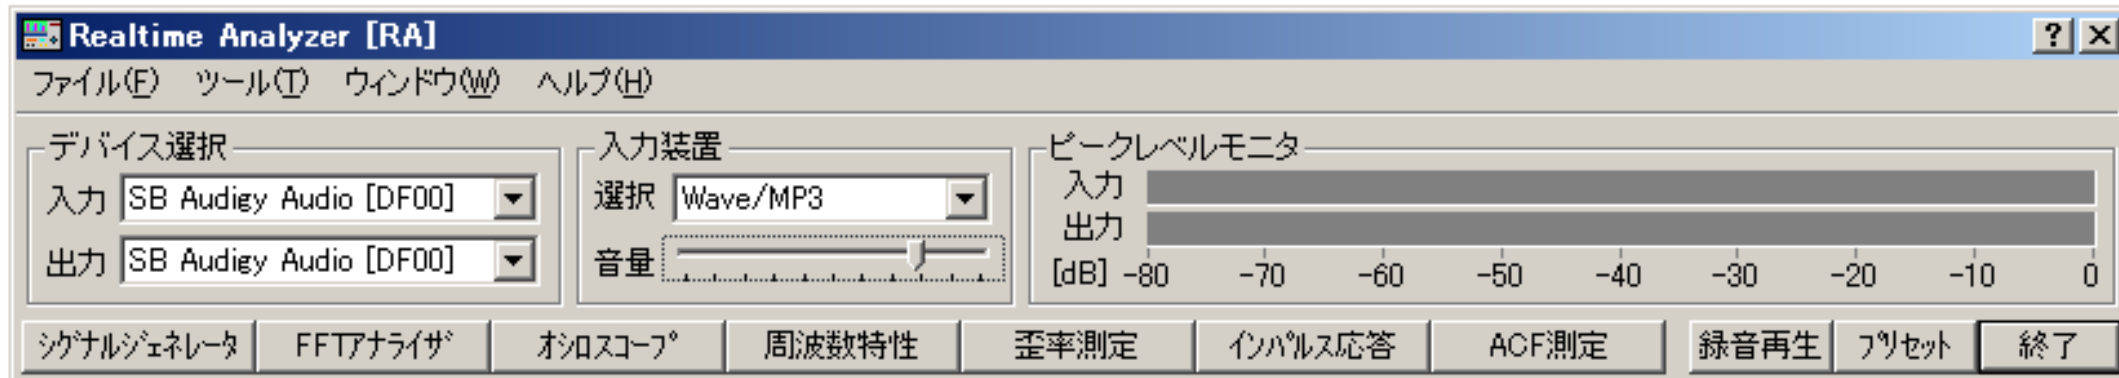 Realtime Analyzer [RA]
ファイル(F) ツール(T) ウィンドウ(W) ヘルプ(H)
デバイス選択 入力装置 ピークレベルモニタ
入力 SB Audigy Audio [DF00] 選択 Wave/MP3 入力
出力
出力 SB Audigy Audio [DF00] 音量 [dB] -80 -70 -60 -50 -40 -30 -20 -10 0
ｼｸﾞﾅﾙｼﾞｪﾈﾚｰﾀ FFTｱﾅﾗｲｻﾞ ｵｼﾛｽｺｰﾌﾟ 周波数特性 歪率測定 ｲﾝﾊﾟﾙｽ応答 ACF測定 録音再生 ﾌﾟﾘｾｯﾄ 終了